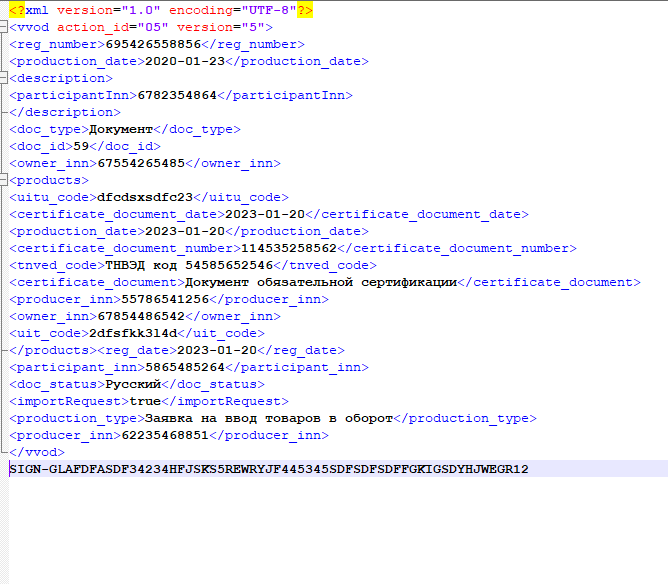 <?xml version="1.0" encoding="UTF-8"?>
<vvod action_id="05" version="5">
<reg_number>695426558856</reg_number>
<production_date>2020-01-23</production_date>
<description>
<participantInn>6782354864</participantInn>
</description>
<doc_type>Документ</doc_type>
<doc_id>59</doc_id>
<owner_inn>67554265485</owner_inn>
<products>
<uitu_code>dfcdsxsdfc23</uitu_code>
<certificate_document_date>2023-01-20</certificate_document_date>
<production_date>2023-01-20</production_date>
<certificate_document_number>114535258562</certificate_document_number>
<tnved_code>ТНВЭД код 54585652546</tnved_code>
<certificate_document>Документ обязательной сертификации</certificate_document>
<producer_inn>55786541256</producer_inn>
<owner_inn>67854486542</owner_inn>
<uit_code>2dfsfkk314d</uit_code>
</products><reg_date>2023-01-20</reg_date>
<participant_inn>5865485264</participant_inn>
<doc_status>Русский</doc_status>
<importRequest>true</importRequest>
<production_type>Заявка на ввод товаров в оборот</production_type>
<producer_inn>62235468851</producer_inn>
</vvod>
SIGN-GLAFDFASDF34234HFJSKS5REWRYJF445345SDFSDFSDFFGKIGSDYHJWEGR12